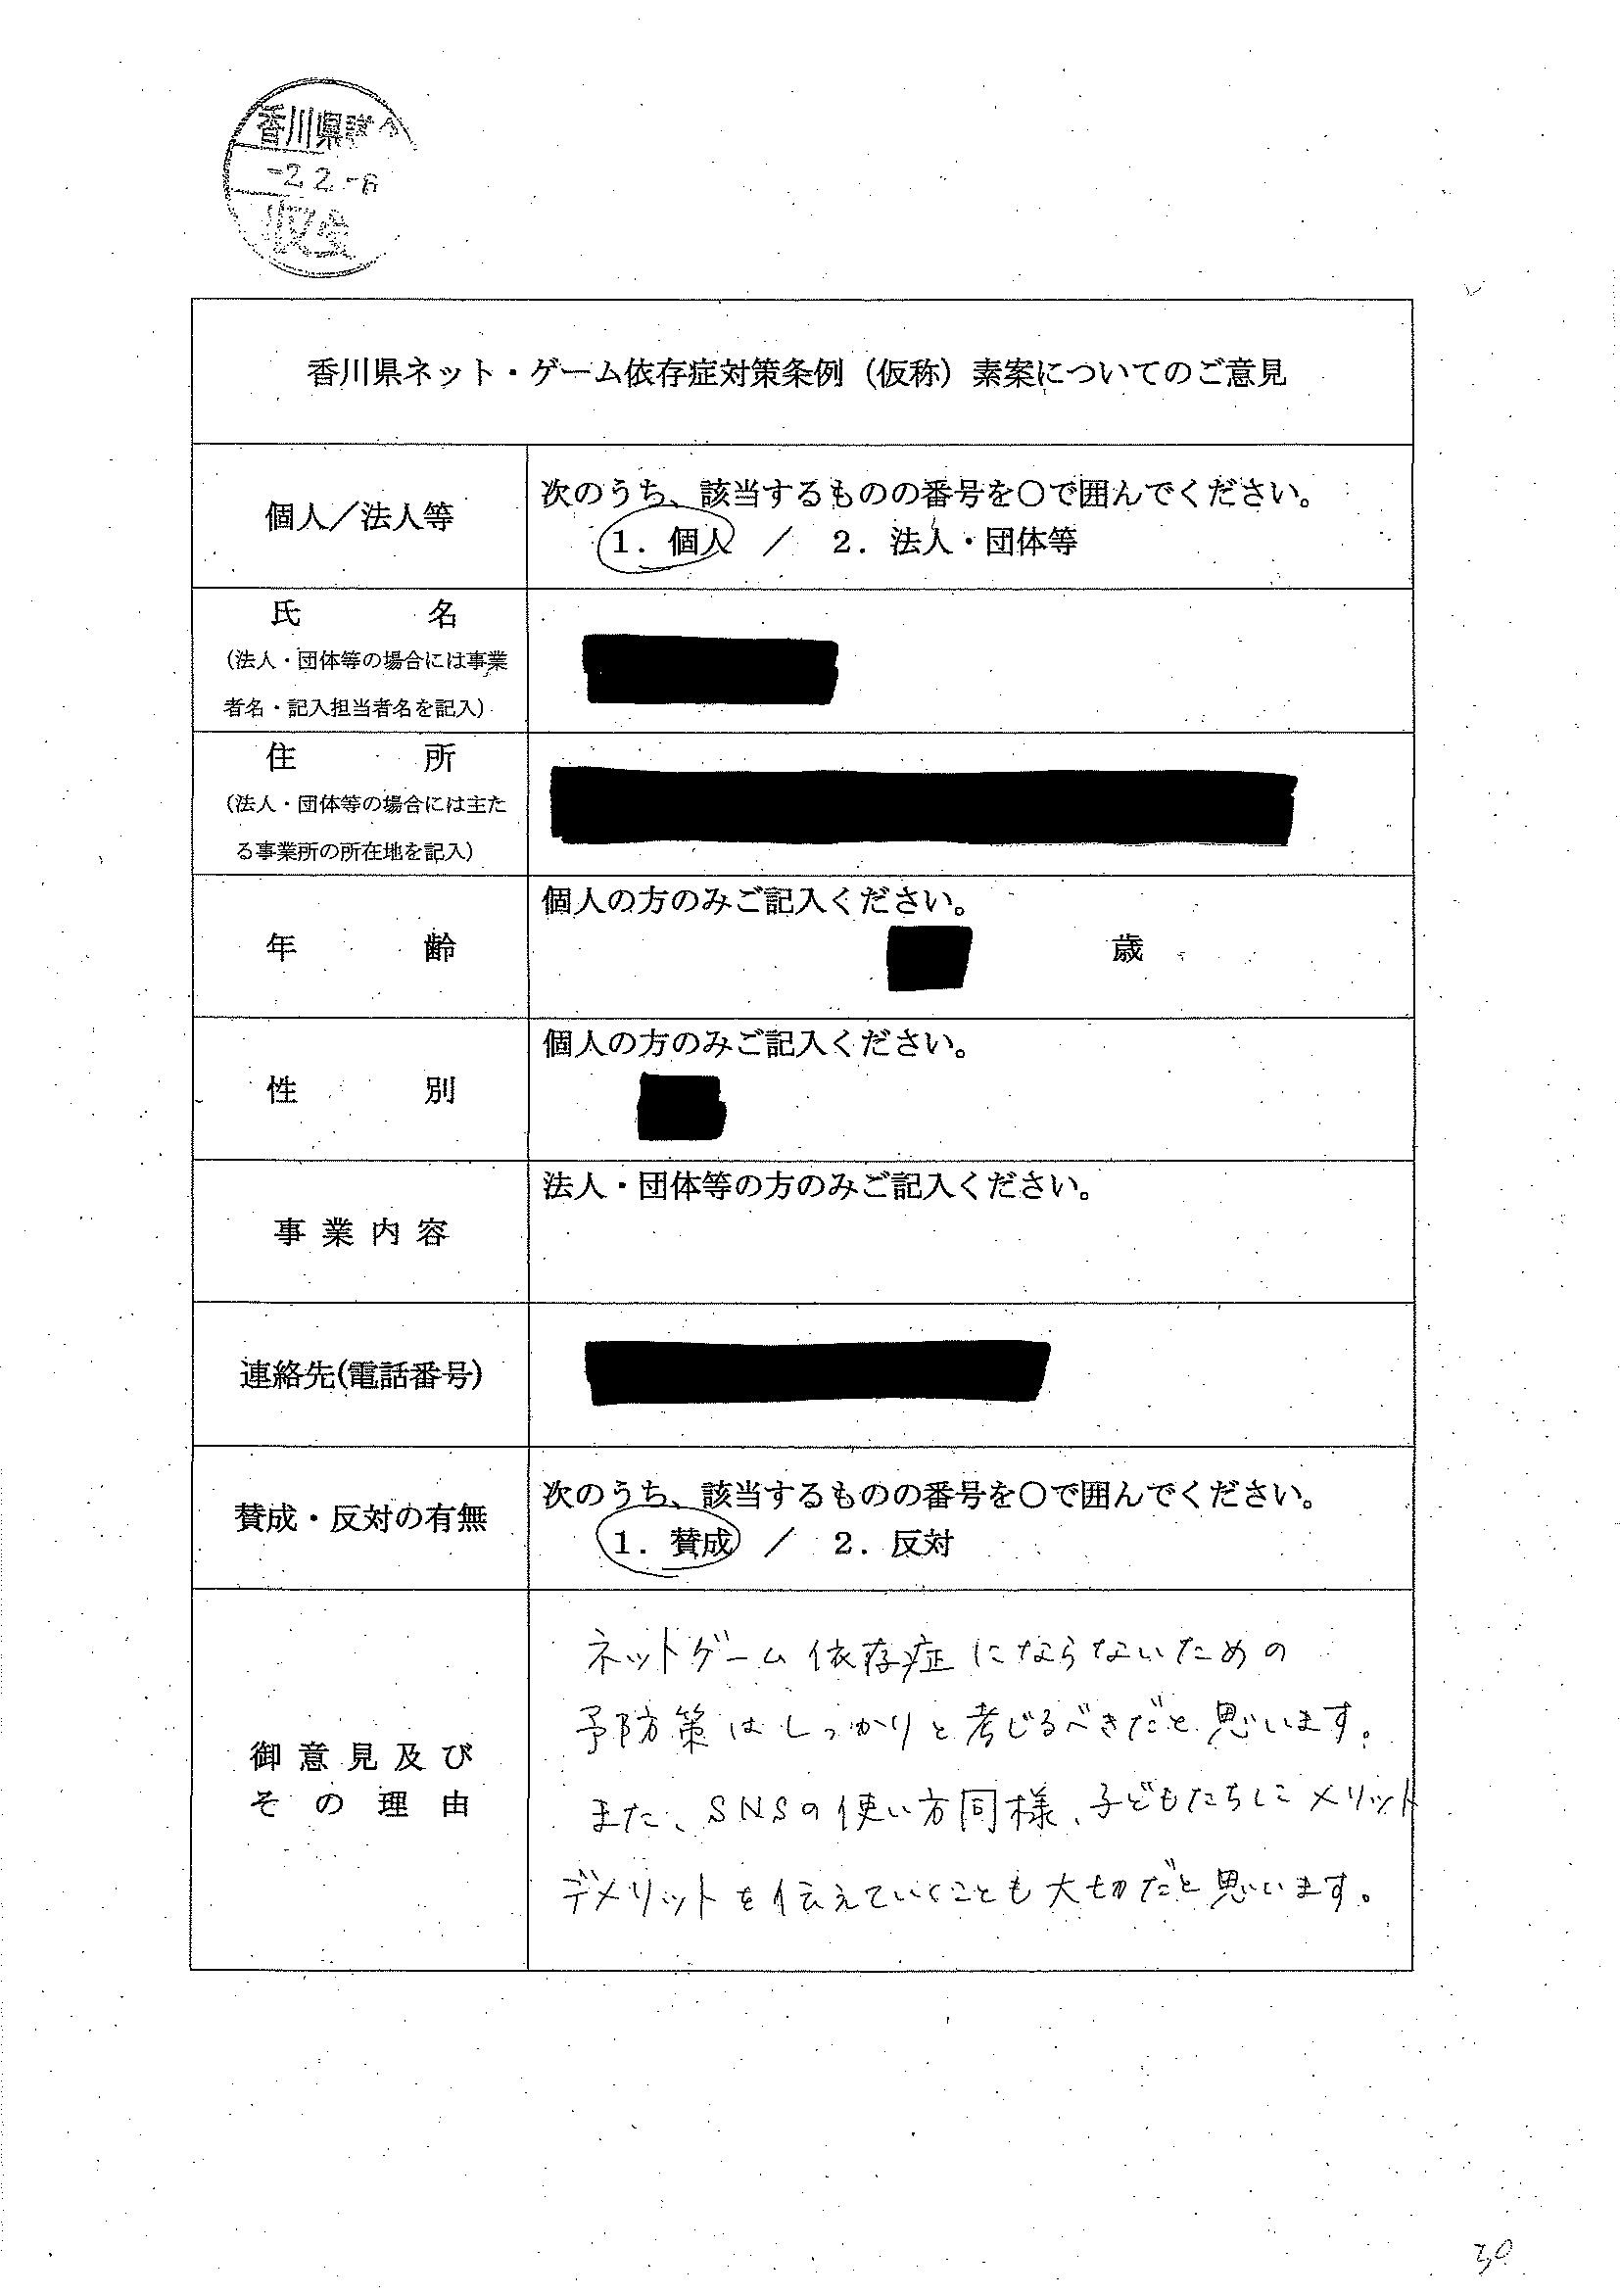 香川県議会
-2.2.-6
収受
香川県ネット・ゲーム依存症対策条例（仮称）素案についてのご意見
個人／法人等
次のうち、該当するものの番号を〇で囲んでください。
1. 個人 ／ 2. 法人・団体等
氏名
（法人・団体等の場合には事業
者名・記入担当者名を記入）
住所
（法人・団体等の場合には主た
る事業所の所在地を記入）
年齢
個人の方のみご記入ください。
歳
性別
個人の方のみご記入ください。
事業内容
法人・団体等の方のみご記入ください。
連絡先(電話番号)
賛成・反対の有無
次のうち、該当するものの番号を〇で囲んでください。
1. 賛成 ／ 2. 反対
御意見及び
その理由
ネットゲーム依存症にならないための
予防策はしっかりと考じるべきだと思います。
また、SNSの使い方同様、子どもたちにメリット
デメリットを伝えていくことも大切だと思います。
30